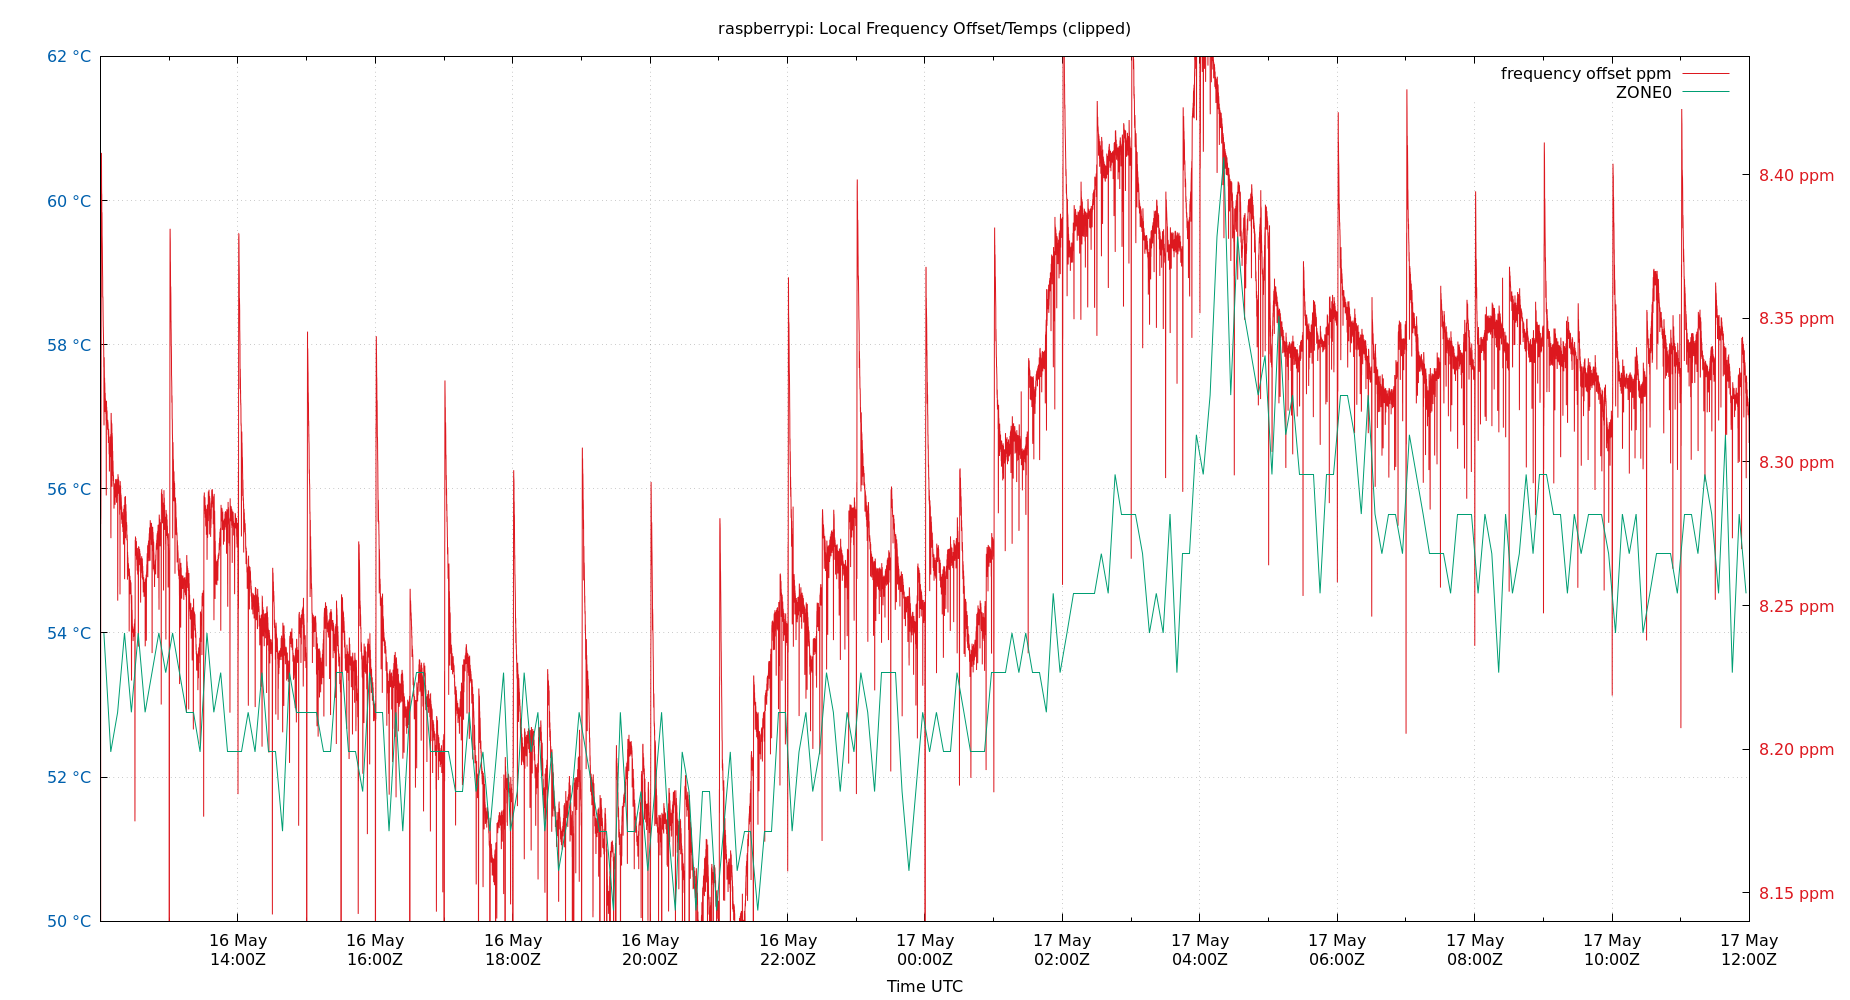 raspberrypi: Local Frequency Offset/Temps (clipped)
62 °C
60 °C
58 °C
56 °C
54 °C
52 °C
50 °C
frequency offset ppm
ZONE0
8.40 ppm
8.35 ppm
8.30 ppm
8.25 ppm
8.20 ppm
8.15 ppm
16 May
14:00Z
16 May
16:00Z
16 May
18:00Z
16 May
20:00Z
16 May
22:00Z
17 May
00:00Z
17 May
02:00Z
17 May
04:00Z
17 May
06:00Z
17 May
08:00Z
17 May
10:00Z
17 May
12:00Z
Time UTC